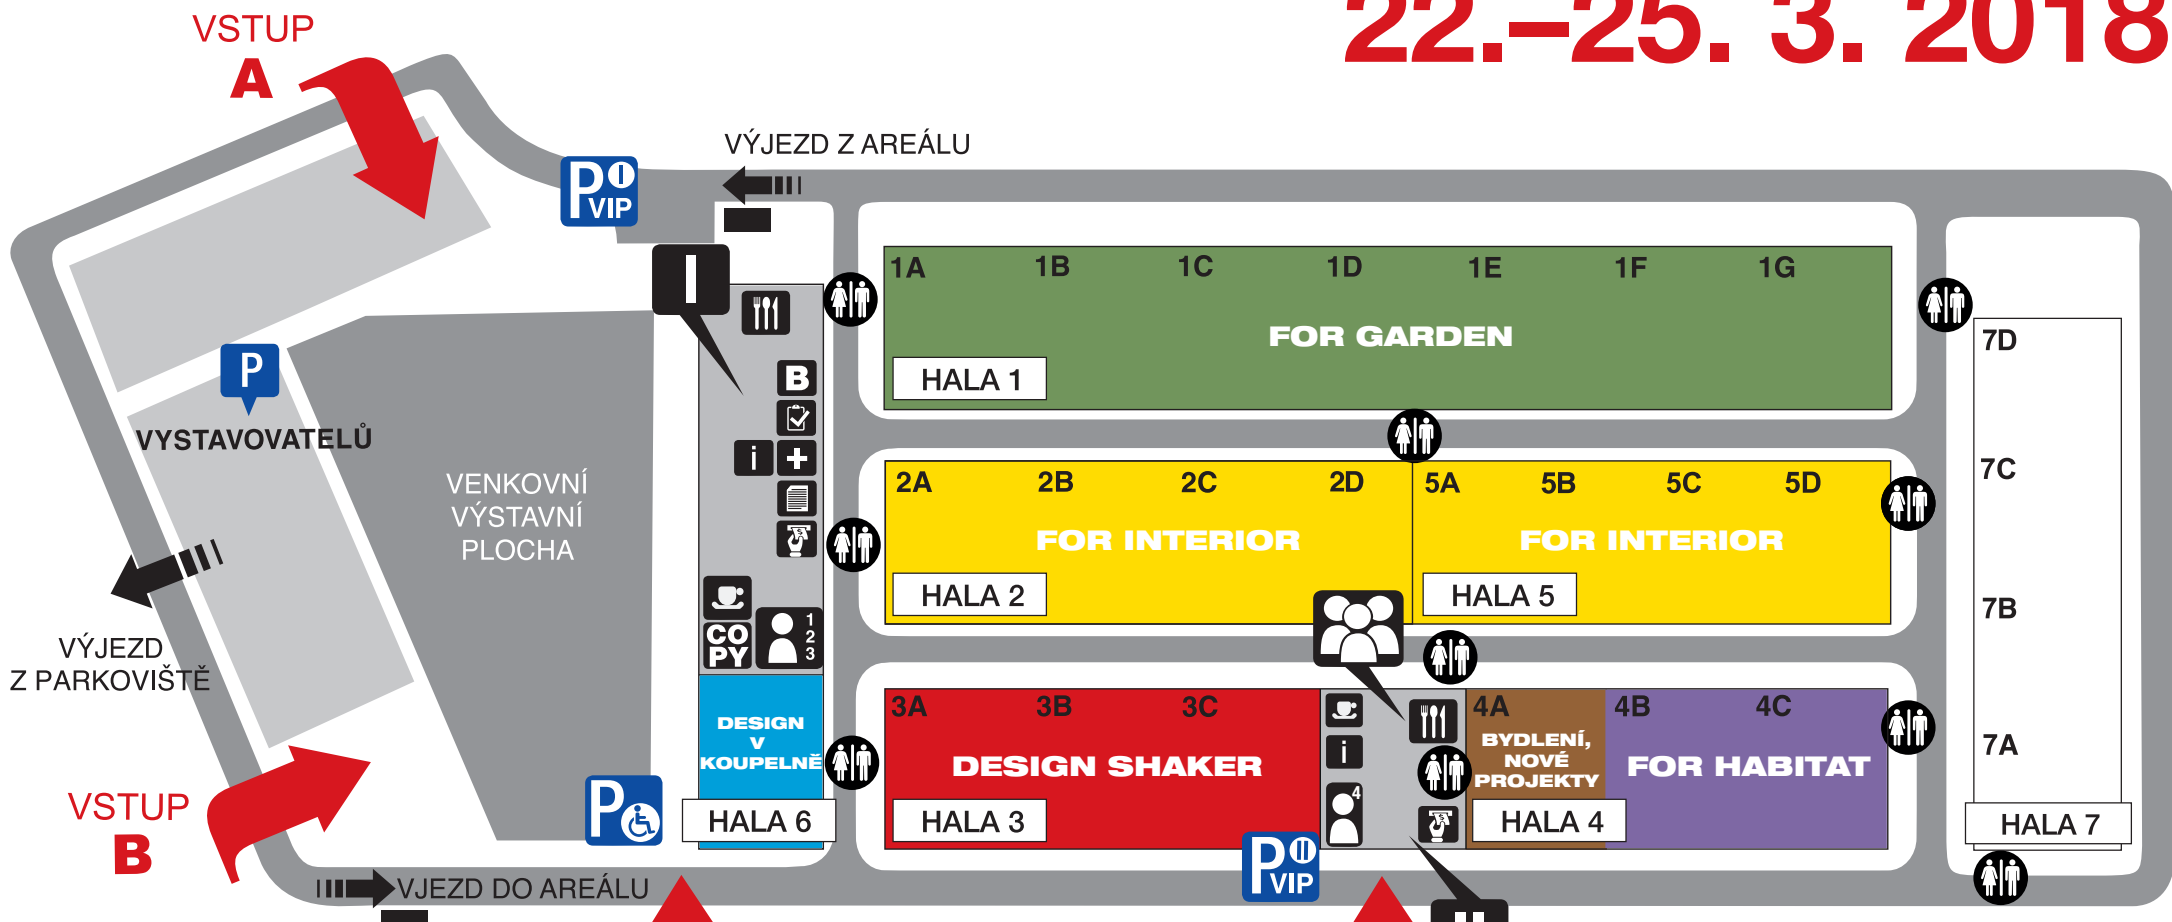 22.–25. 3. 2018
VSTUP
A
VÝJEZD Z AREÁLU
P I
VIP
I
1A 1B 1C 1D 1E 1F 1G
FOR GARDEN
HALA 1
7D
7C
7B
7A
HALA 7
P
VYSTAVOVATELŮ
VENKOVNÍ
VÝSTAVNÍ
PLOCHA
B
i
2A 2B 2C 2D
FOR INTERIOR
HALA 2
5A 5B 5C 5D
FOR INTERIOR
HALA 5
CO
PY
1
2
3
VÝJEZD
Z PARKOVIŠTĚ
DESIGN
V
KOUPELNĚ
HALA 6
3A 3B 3C
DESIGN SHAKER
HALA 3
i
4
4A 4B 4C
BYDLENÍ,
NOVÉ
PROJEKTY
FOR HABITAT
HALA 4
VSTUP
B
P
P II
VIP
VJEZD DO AREÁLU
II